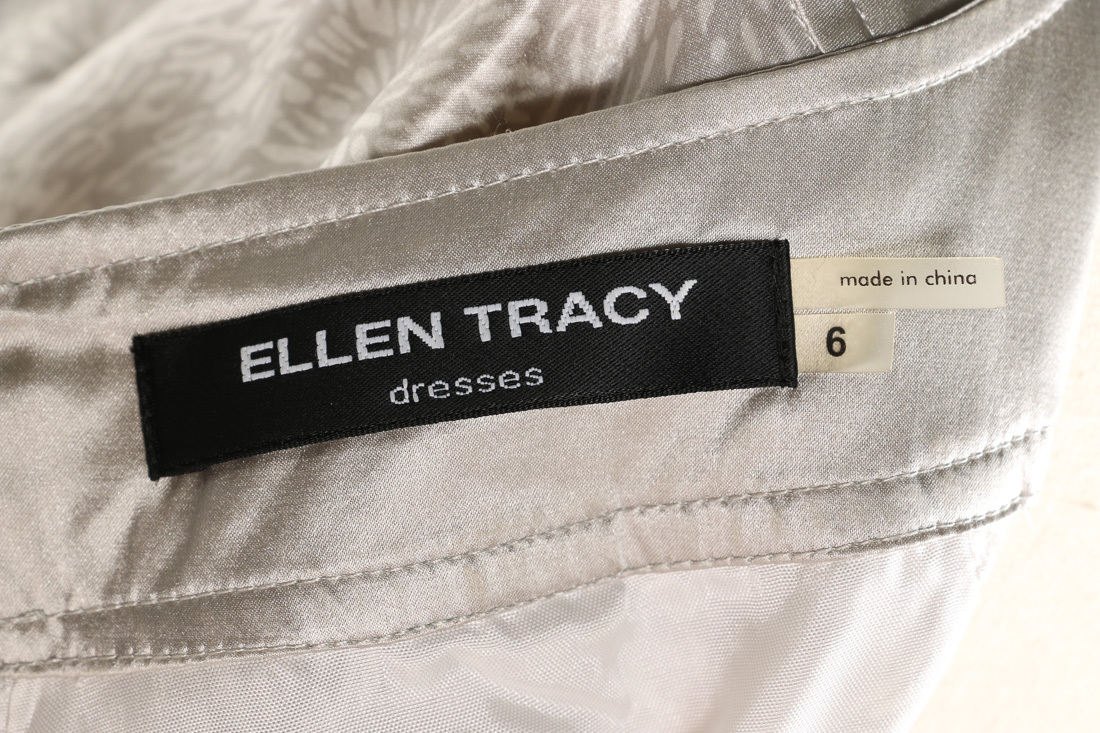 ELLEN TRACY
dresses
made in china
6